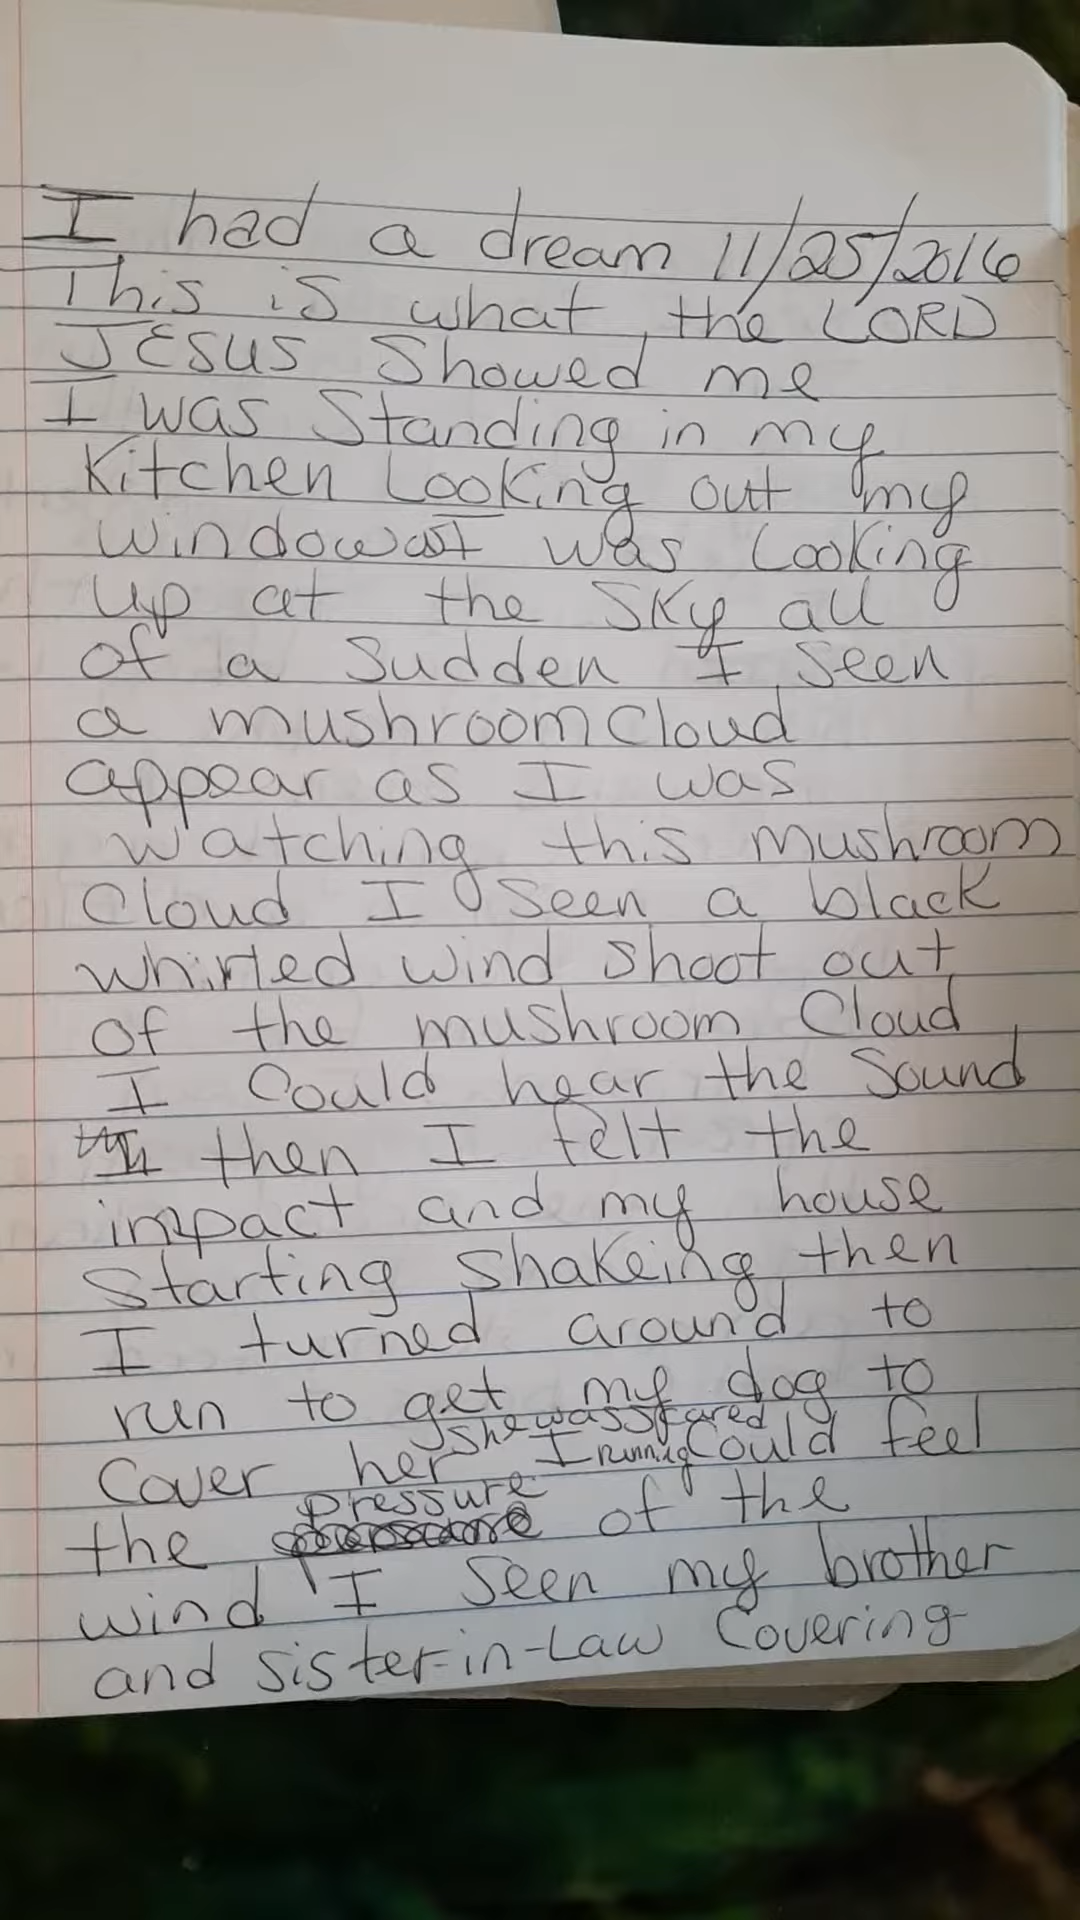 I had a dream 11/25/2016
This is what the LORD
JESUS Showed me
I was Standing in my
Kitchen Looking out my
window as I was Looking
up at the Sky all
of a Sudden I seen
a mushroom Cloud
appear as I was
watching this mushroom
Cloud I seen a black
whirled wind shoot out
of the mushroom Cloud
I Could hear the Sound
then I felt the
impact and my house
Starting Shakeing then
I turned around to
run to get my dog to
she was scared
Cover her I running Could feel
pressure
the of the
wind I Seen my brother
and sister-in-Law Covering